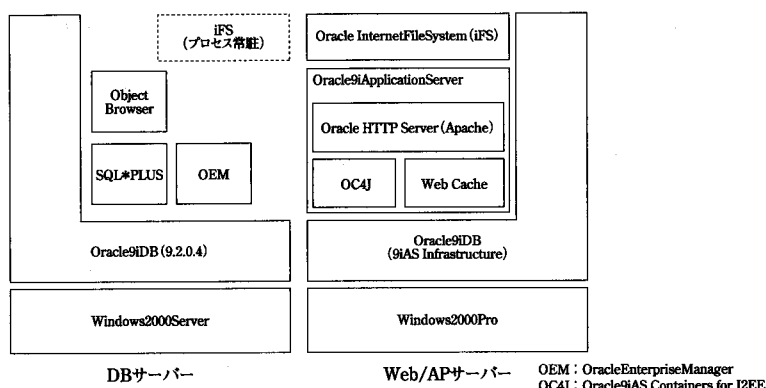 iFS
(プロセス常駐)
Object
Browser
SQL*PLUS
OEM
Oracle9iDB(9.2.0.4)
Windows2000Server
DBサーバー
Oracle InternetFileSystem(iFS)
Oracle9iApplicationServer
Oracle HTTP Server(Apache)
OC4J
Web Cache
Oracle9iDB
(9iAS Infrastructure)
Windows2000Pro
Web/APサーバー
OEM：OracleEnterpriseManager
OC4J：Oracle9iAS Containers for J2EE